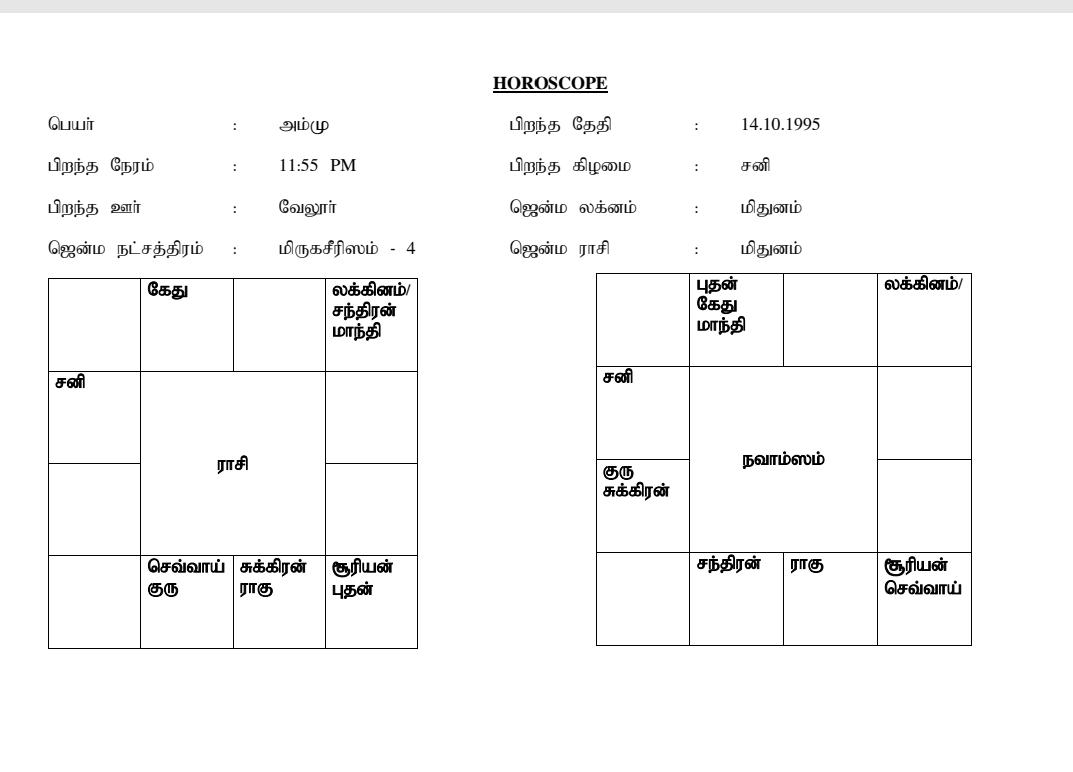 HOROSCOPE
பெயர் : அம்மு பிறந்த தேதி : 14.10.1995
பிறந்த நேரம் : 11:55 PM பிறந்த கிழமை : சனி
பிறந்த ஊர் : வேலூர் ஜென்ம லக்னம் : மிதுனம்
ஜென்ம நட்சத்திரம் : மிருகசீரிஸம் - 4 ஜென்ம ராசி : மிதுனம்
கேது லக்கினம்/
சந்திரன்
மாந்தி
சனி
ராசி
செவ்வாய் சுக்கிரன் சூரியன்
குரு ராகு புதன்
புதன் லக்கினம்/
கேது
மாந்தி
சனி
நவாம்ஸம்
குரு
சுக்கிரன்
சந்திரன் ராகு சூரியன்
செவ்வாய்